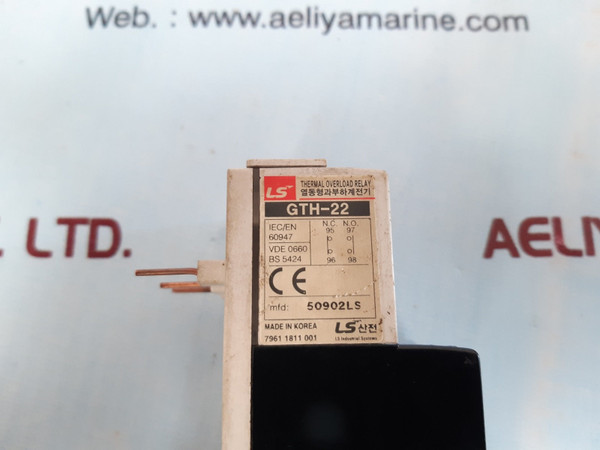 Web. : www.aeliyamarine.com
LTD.
AELIY
LS THERMAL OVERLOAD RELAY
열동형과부하계전기
GTH-22
IEC/EN
60947
VDE 0660
BS 5424
N.C. N.O.
95 97
96 98
CE
mfd: 50902LS
MADE IN KOREA
7961 1811 001
LS산전
LS Industrial Systems